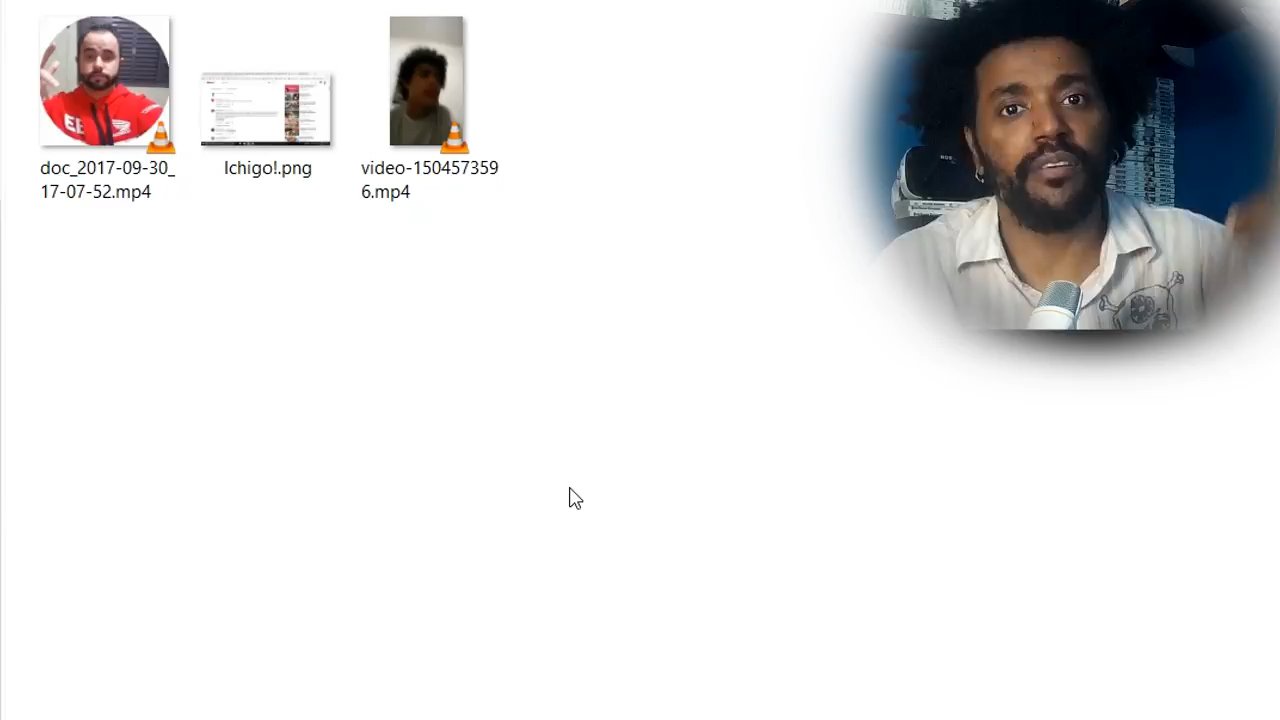 doc_2017-09-30_
17-07-52.mp4
Ichigo!.png
video-150457359
6.mp4